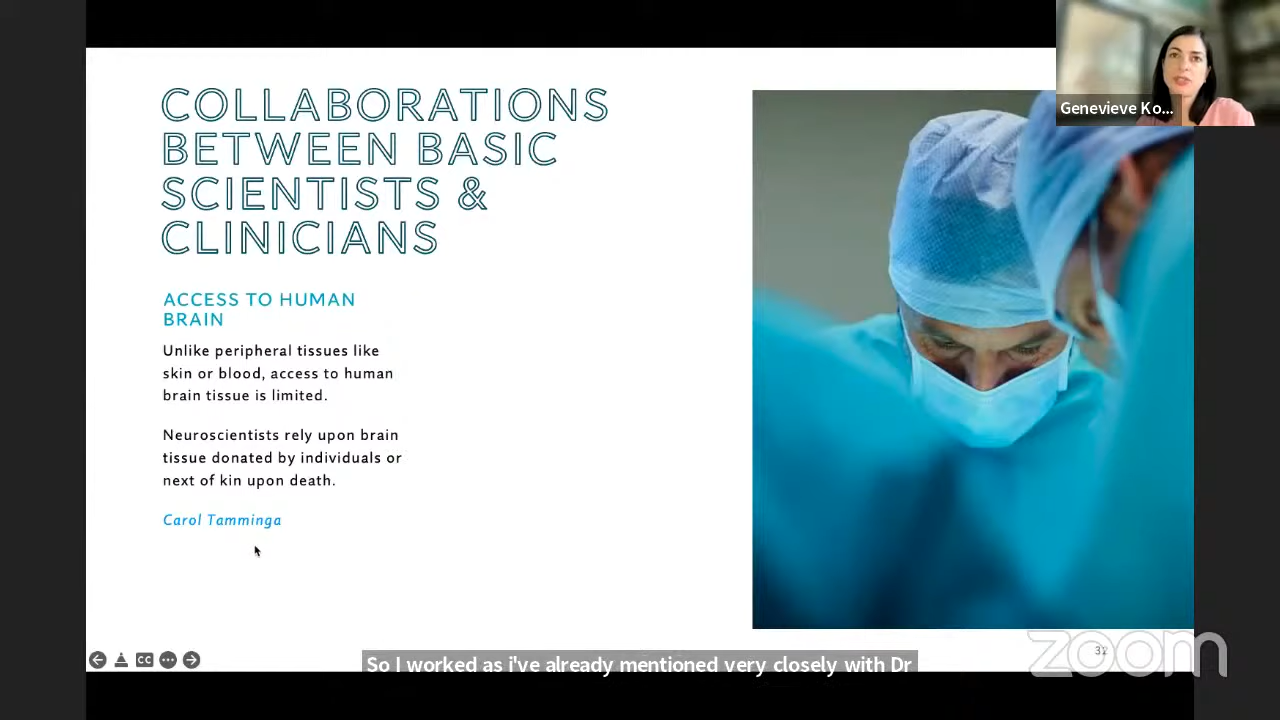 Genevieve Ko...
COLLABORATIONS
BETWEEN BASIC
SCIENTISTS &
CLINICIANS
ACCESS TO HUMAN
BRAIN
Unlike peripheral tissues like
skin or blood, access to human
brain tissue is limited.
Neuroscientists rely upon brain
tissue donated by individuals or
next of kin upon death.
Carol Tamminga
CC
32
zoom
So I worked as i've already mentioned very closely with Dr